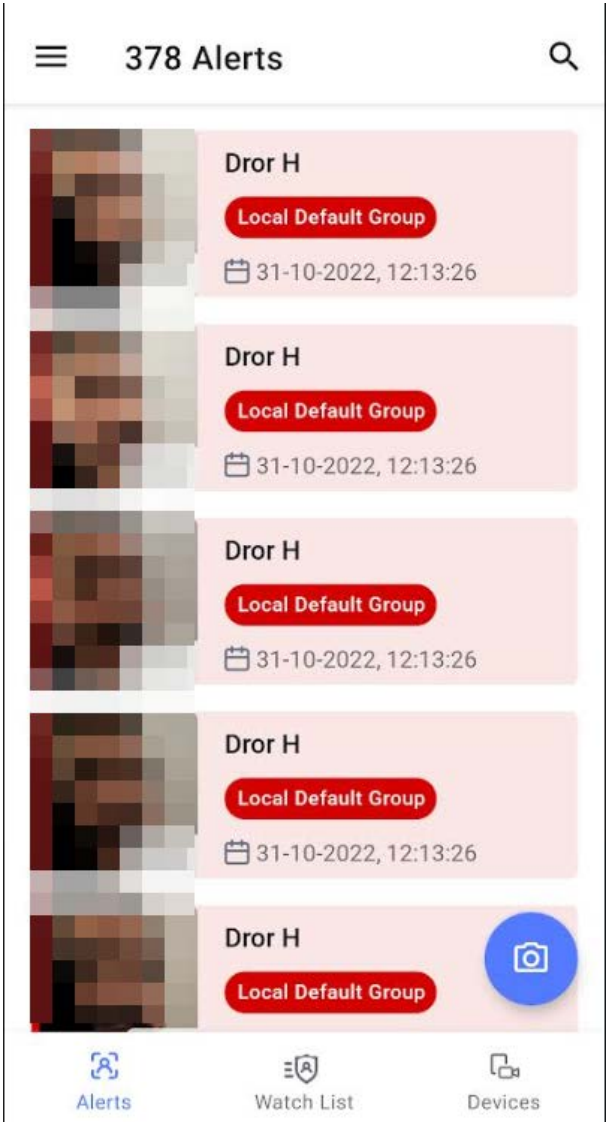 378 Alerts
Dror H
Local Default Group
31-10-2022, 12:13:26
Dror H
Local Default Group
31-10-2022, 12:13:26
Dror H
Local Default Group
31-10-2022, 12:13:26
Dror H
Local Default Group
31-10-2022, 12:13:26
Dror H
Local Default Group
Alerts
Watch List
Devices